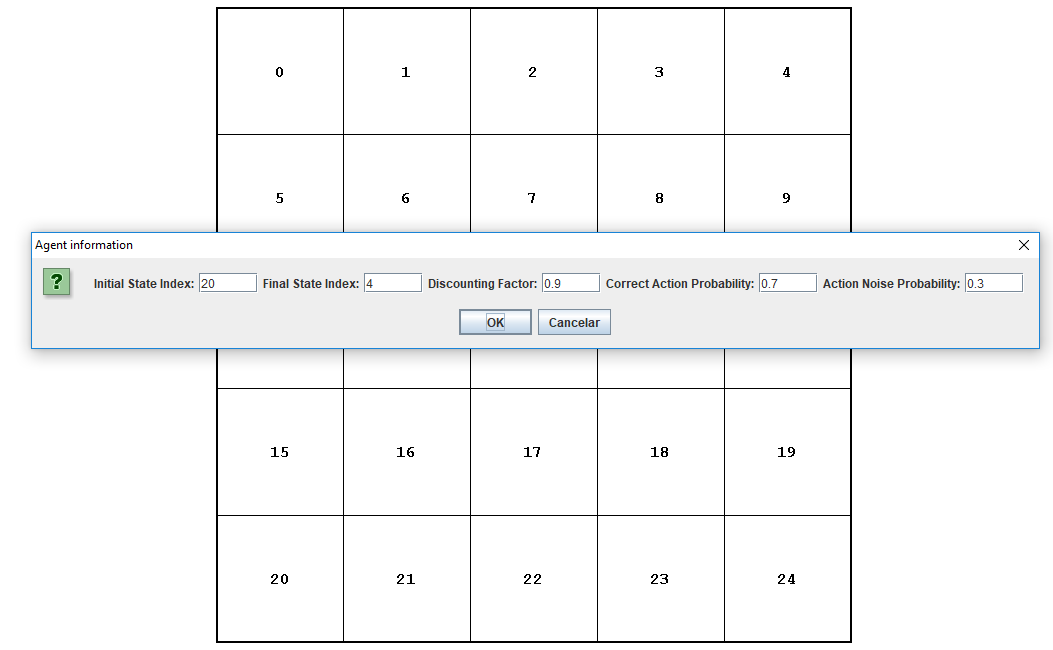 0 1 2 3 4
5 6 7 8 9
Agent information
? Initial State Index: 20 Final State Index: 4 Discounting Factor: 0.9 Correct Action Probability: 0.7 Action Noise Probability: 0.3
OK Cancelar
15 16 17 18 19
20 21 22 23 24